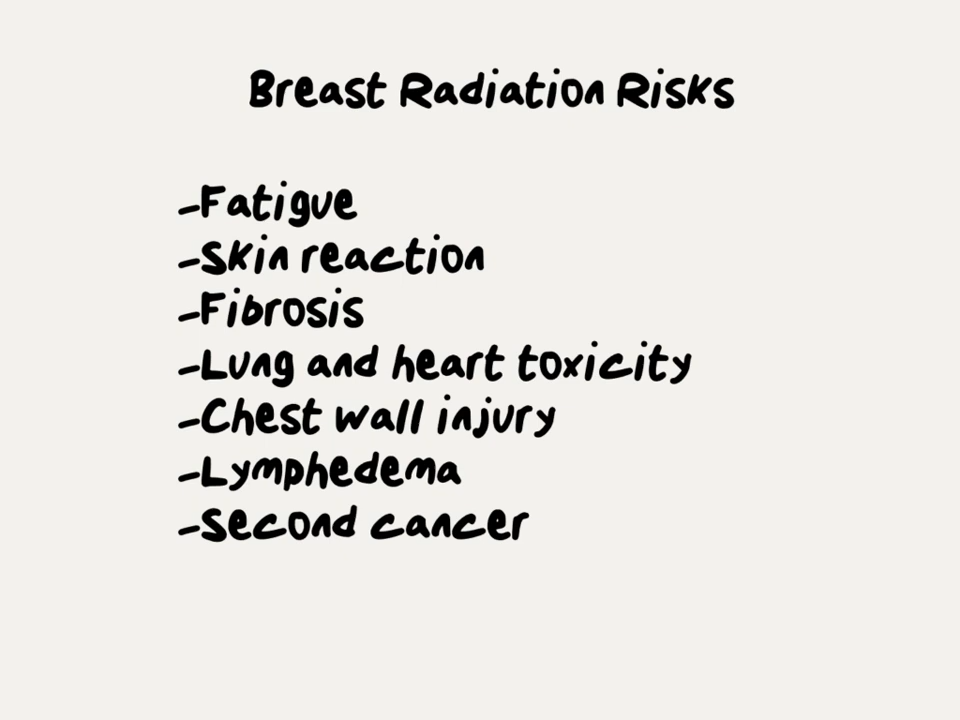 Breast Radiation Risks
-Fatigue
-Skin reaction
-Fibrosis
-Lung and heart toxicity
-Chest wall injury
-Lymphedema
-Second cancer